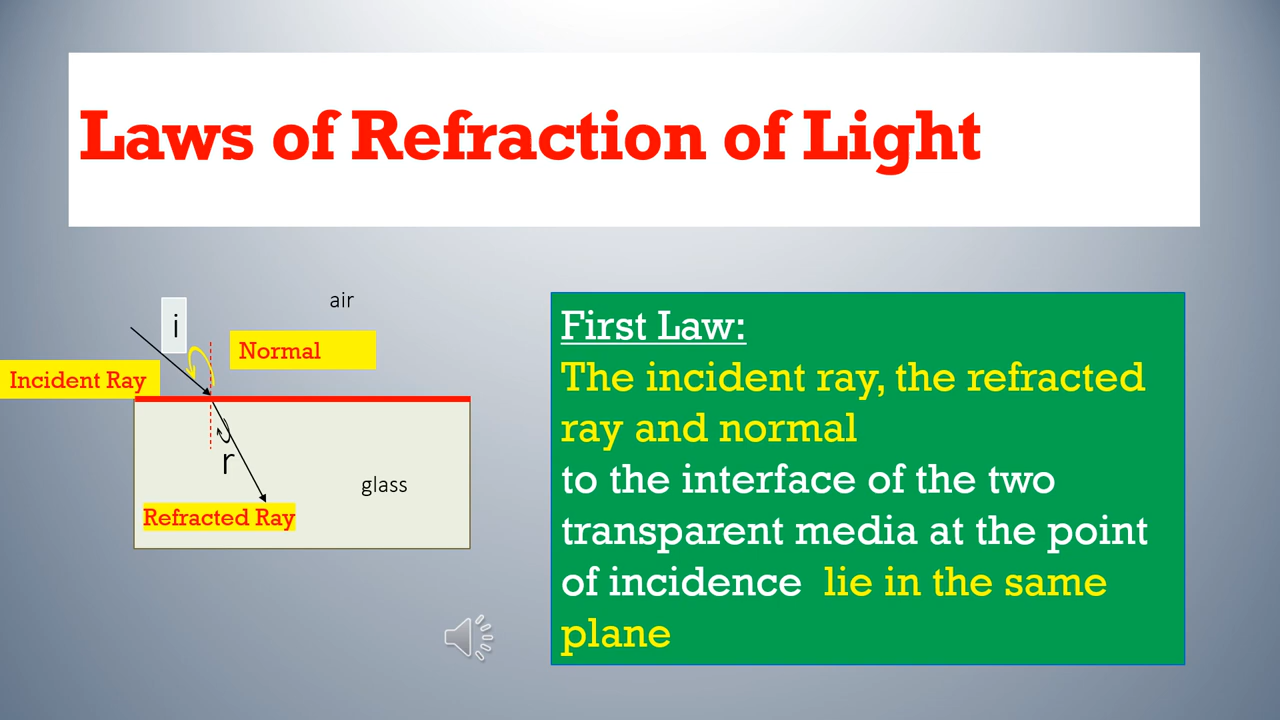 Laws of Refraction of Light
air
i
Normal
Incident Ray
r
glass
Refracted Ray
First Law:
The incident ray, the refracted
ray and normal
to the interface of the two
transparent media at the point
of incidence lie in the same
plane